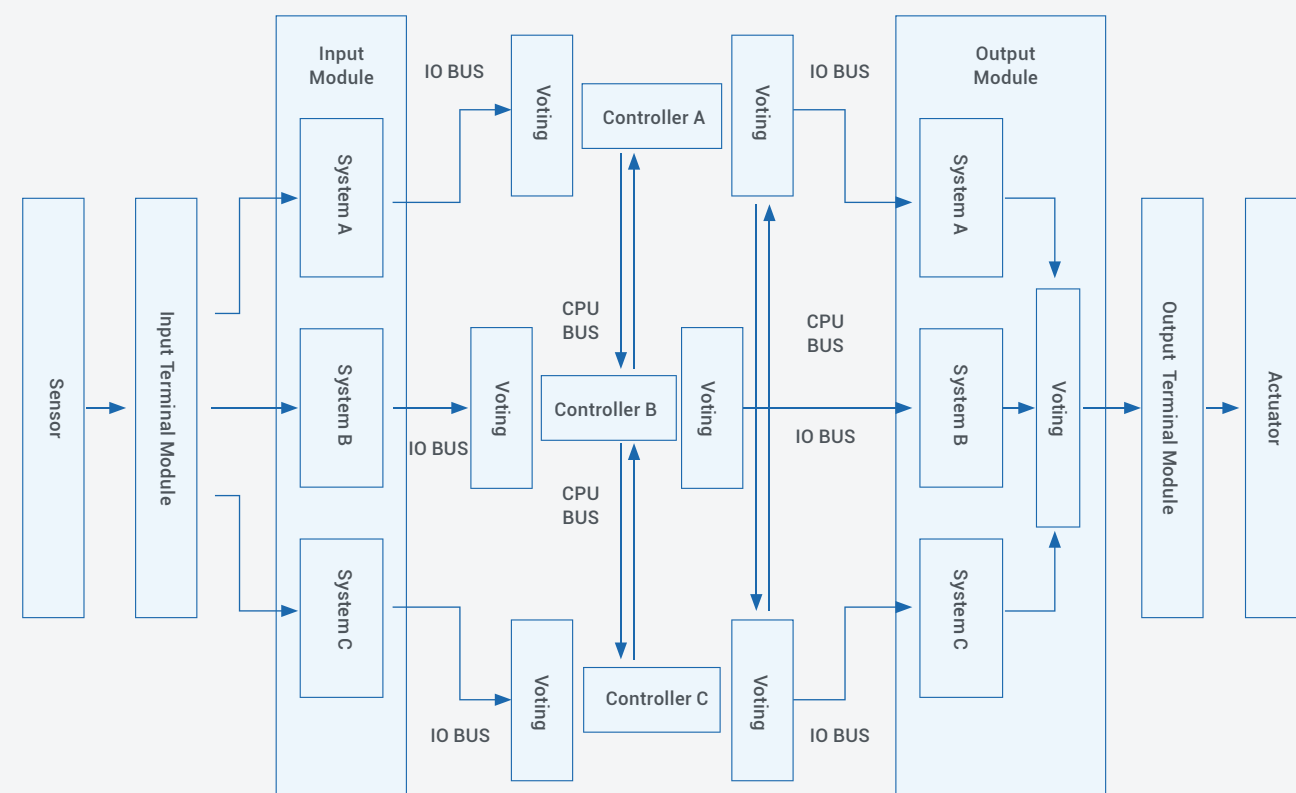 Input
Module
IO BUS
Voting
Controller A
Voting
IO BUS
Output
Module
System A
System A
Sensor
Input Terminal Module
CPU
BUS
CPU
BUS
System B
Voting
Controller B
Voting
System B
Voting
Output Terminal Module
Actuator
IO BUS
IO BUS
CPU
BUS
System C
System C
Voting
Controller C
Voting
IO BUS
IO BUS